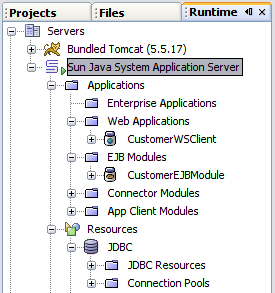 Projects Files Runtime
Servers
Bundled Tomcat (5.5.17)
Sun Java System Application Server
Applications
Enterprise Applications
Web Applications
CustomerWSClient
EJB Modules
CustomerEJBModule
Connector Modules
App Client Modules
Resources
JDBC
JDBC Resources
Connection Pools